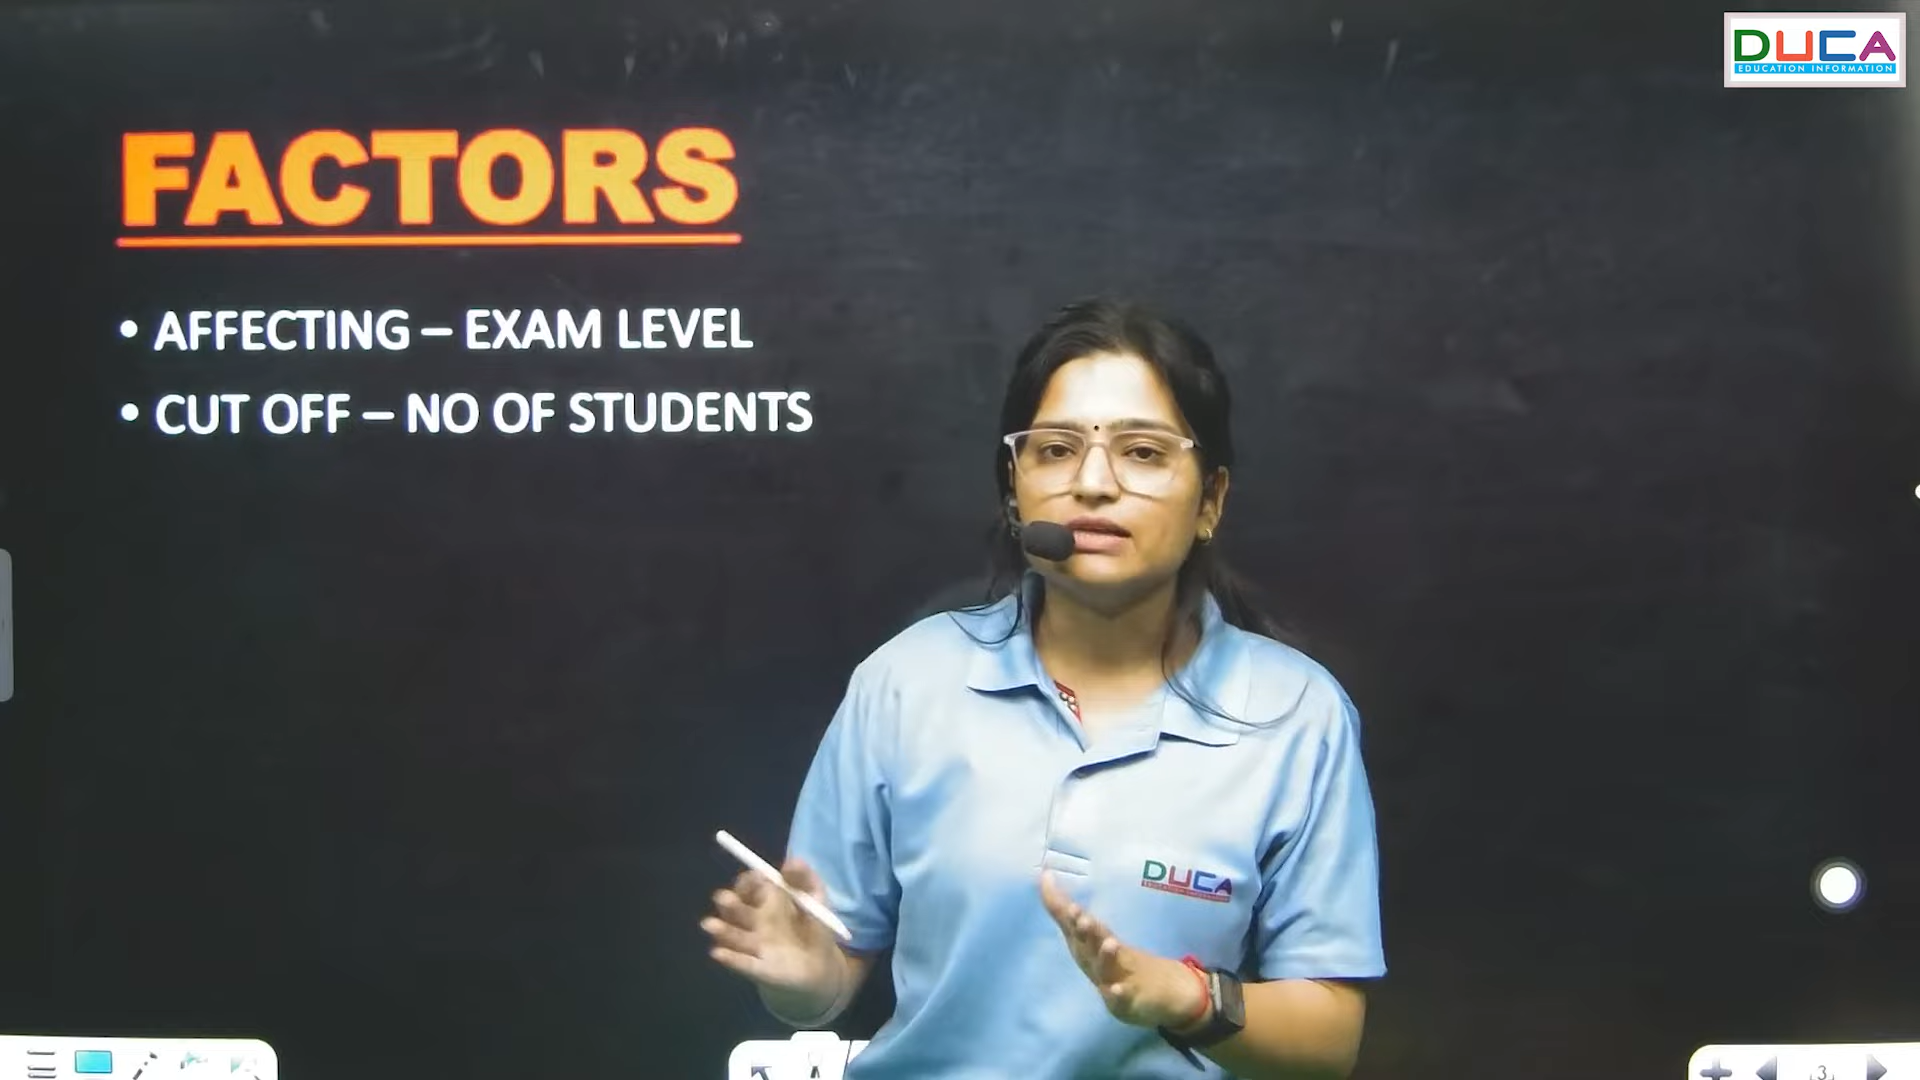 DUCA
EDUCATION INFORMATION
FACTORS
• AFFECTING – EXAM LEVEL
• CUT OFF – NO OF STUDENTS
DUCA
3